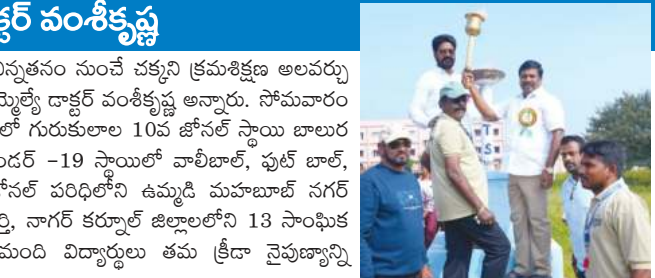 క్టర్ వంశీకృష్ణ
చిన్నతనం నుంచే చక్కని క్రమశిక్షణ అలవర్చు
మ్మెల్యే డాక్టర్ వంశీకృష్ణ అన్నారు. సోమవారం
లో గురుకులాల 10వ జోనల్ స్థాయి బాలుర
ండర్ –19 స్థాయిలో వాలీబాల్, ఫుట్ బాల్,
జోనల్ పరిధిలోని ఉమ్మడి మహబూబ్ నగర్
ర్తి, నాగర్ కర్నూల్ జిల్లాలలోని 13 సాంఘిక
మంది విద్యార్థులు తమ క్రీడా నైపుణ్యాన్ని